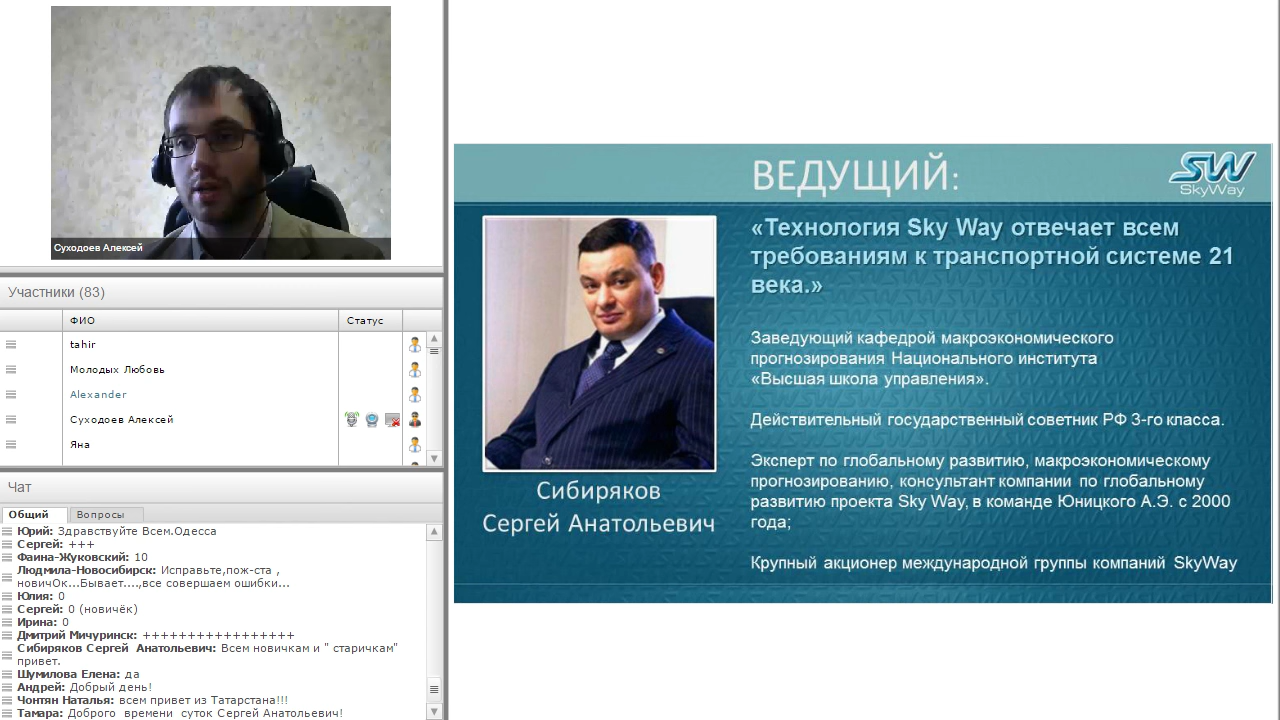 Суходоев Алексей
Участники (83)
ФИО
Статус
tahir
Молодых Любовь
Alexander
Суходоев Алексей
Яна
Чат
Общий
Вопросы
Юрий: Здравствуйте Всем.Одесса
Сергей: +++
Фаина-Жуковский: 10
Людмила-Новосибирск: Исправьте,пож-ста ,
новичОк...Бывает....,все совершаем ошибки...
Юлия: 0
Сергей: 0 (новичёк)
Ирина: 0
Дмитрий Мичуринск: +++++++++++++++++
Сибиряков Сергей Анатольевич: Всем новичкам и " старичкам"
привет.
Шумилова Елена: да
Андрей: Добрый день!
Чонтян Наталья: всем привет из Татарстана!!!
Тамара: Доброго времени суток Сергей Анатольевич!
ВЕДУЩИЙ:
SW
SkyWay
«Технология Sky Way отвечает всем
требованиям к транспортной системе 21
века.»
Заведующий кафедрой макроэкономического
прогнозирования Национального института
«Высшая школа управления».
Действительный государственный советник РФ 3-го класса.
Эксперт по глобальному развитию, макроэкономическому
прогнозированию, консультант компании по глобальному
развитию проекта Sky Way, в команде Юницкого А.Э. с 2000
года;
Крупный акционер международной группы компаний SkyWay
Сибиряков
Сергей Анатольевич